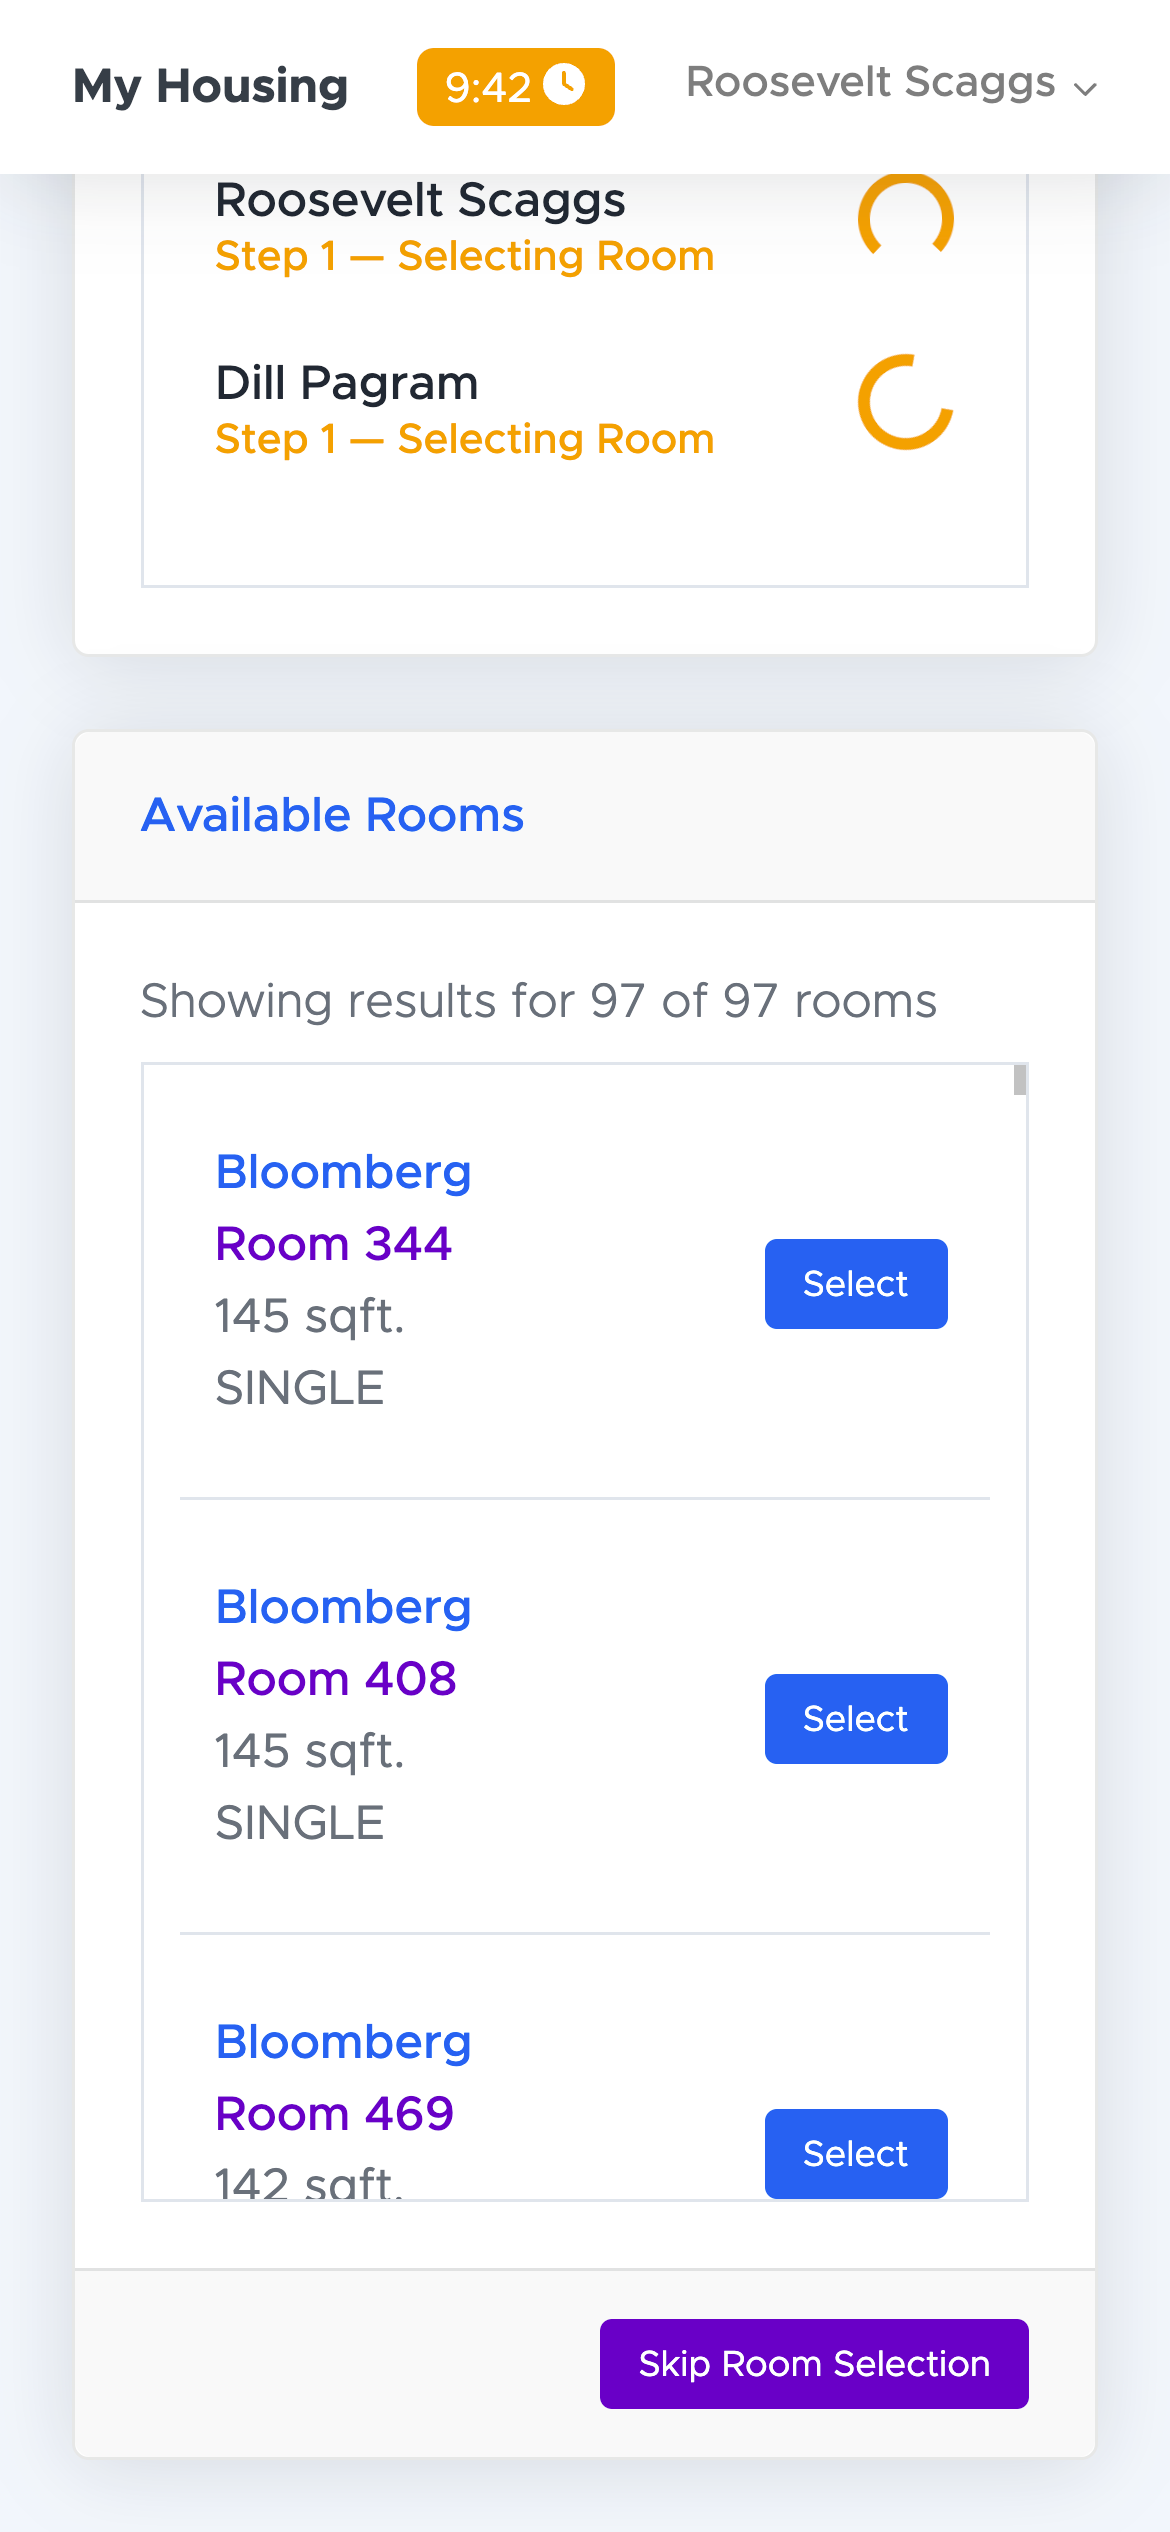 My Housing
9:42
Roosevelt Scaggs
Roosevelt Scaggs
Step 1 — Selecting Room
Dill Pagram
Step 1 — Selecting Room
Available Rooms
Showing results for 97 of 97 rooms
Bloomberg
Room 344
145 sqft.
SINGLE
Select
Bloomberg
Room 408
145 sqft.
SINGLE
Select
Bloomberg
Room 469
142 sqft.
Select
Skip Room Selection